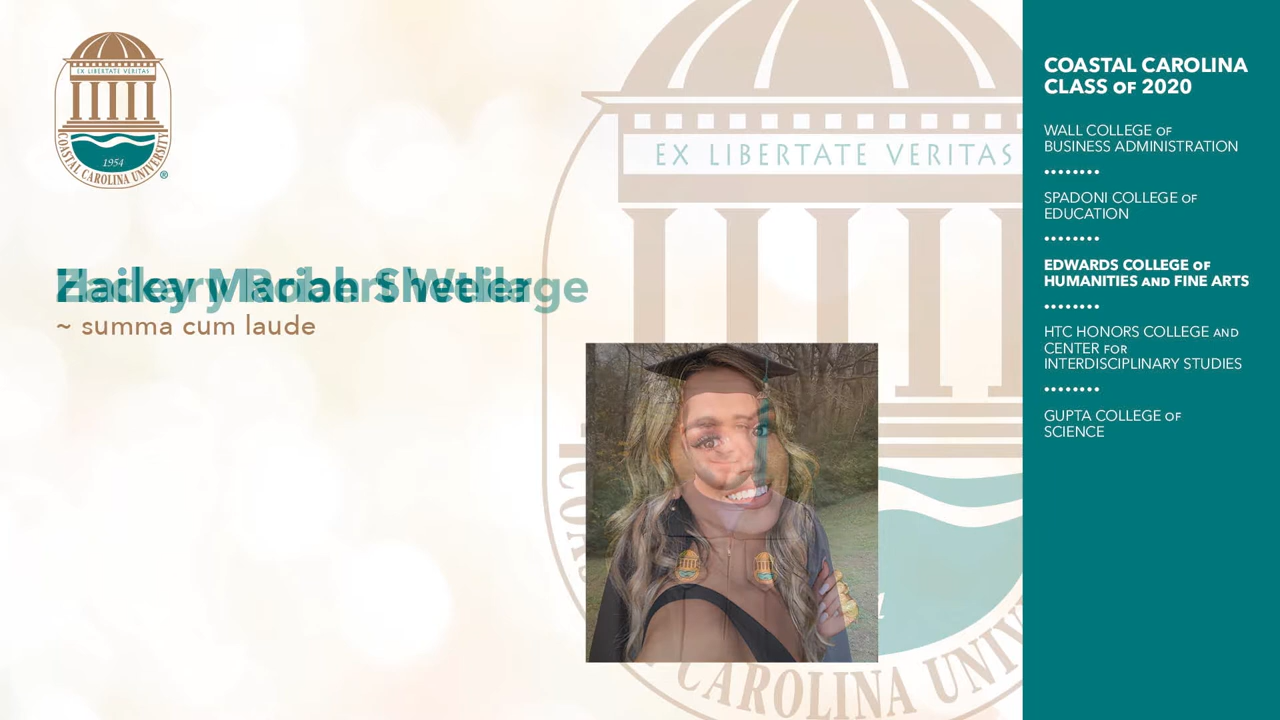 EX LIBERTATE VERITAS
1954
COASTAL CAROLINA UNIVERSITY
®
EX LIBERTATE VERITAS
Shetler
~ summa cum laude
CAROLINA UNIV
COASTAL CAROLINA
CLASS OF 2020
WALL COLLEGE OF
BUSINESS ADMINISTRATION
SPADONI COLLEGE OF
EDUCATION
EDWARDS COLLEGE OF
HUMANITIES AND FINE ARTS
HTC HONORS COLLEGE AND
CENTER FOR
INTERDISCIPLINARY STUDIES
GUPTA COLLEGE OF
SCIENCE